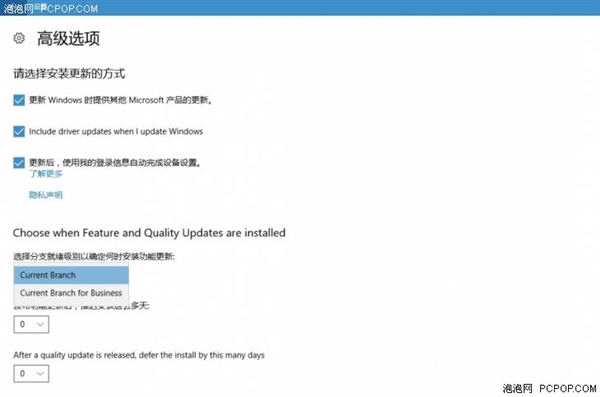 泡泡网 PCPOP.COM
设置
高级选项
请选择安装更新的方式
更新 Windows 时提供其他 Microsoft 产品的更新。
Include driver updates when I update Windows
更新后，使用我的登录信息自动完成设备设置。
了解更多
隐私声明
Choose when Feature and Quality Updates are installed
选择分支就绪级别以确定何时安装功能更新:
Current Branch
Current Branch for Business
0
After a quality update is released, defer the install by this many days
0
泡泡网 PCPOP.COM